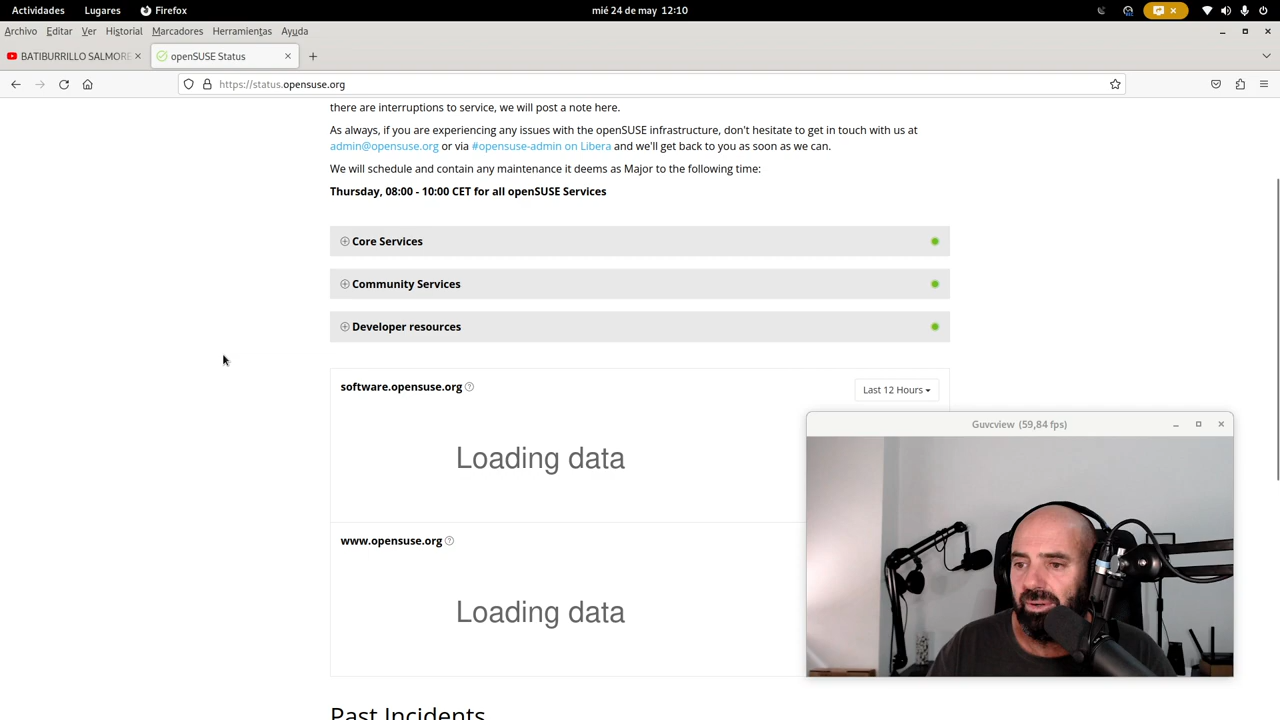 Actividades Lugares Firefox mié 24 de may 12:10
Archivo Editar Ver Historial Marcadores Herramientas Ayuda
BATIBURRILLO SALMORE openSUSE Status
https://status.opensuse.org
there are interruptions to service, we will post a note here.
As always, if you are experiencing any issues with the openSUSE infrastructure, don't hesitate to get in touch with us at
admin@opensuse.org or via #opensuse-admin on Libera and we'll get back to you as soon as we can.
We will schedule and contain any maintenance it deems as Major to the following time:
Thursday, 08:00 - 10:00 CET for all openSUSE Services
Core Services
Community Services
Developer resources
software.opensuse.org
Last 12 Hours
Loading data
Guvcview (59,84 fps)
www.opensuse.org
Loading data
Past Incidents